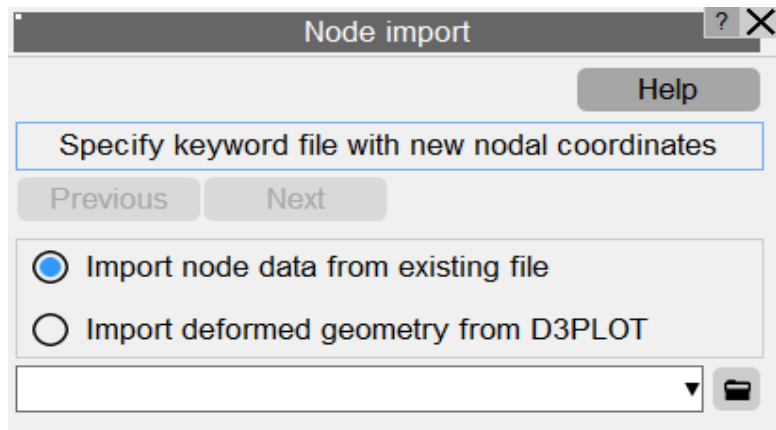 Node import ?
Help
Specify keyword file with new nodal coordinates
Previous Next
Import node data from existing file
Import deformed geometry from D3PLOT